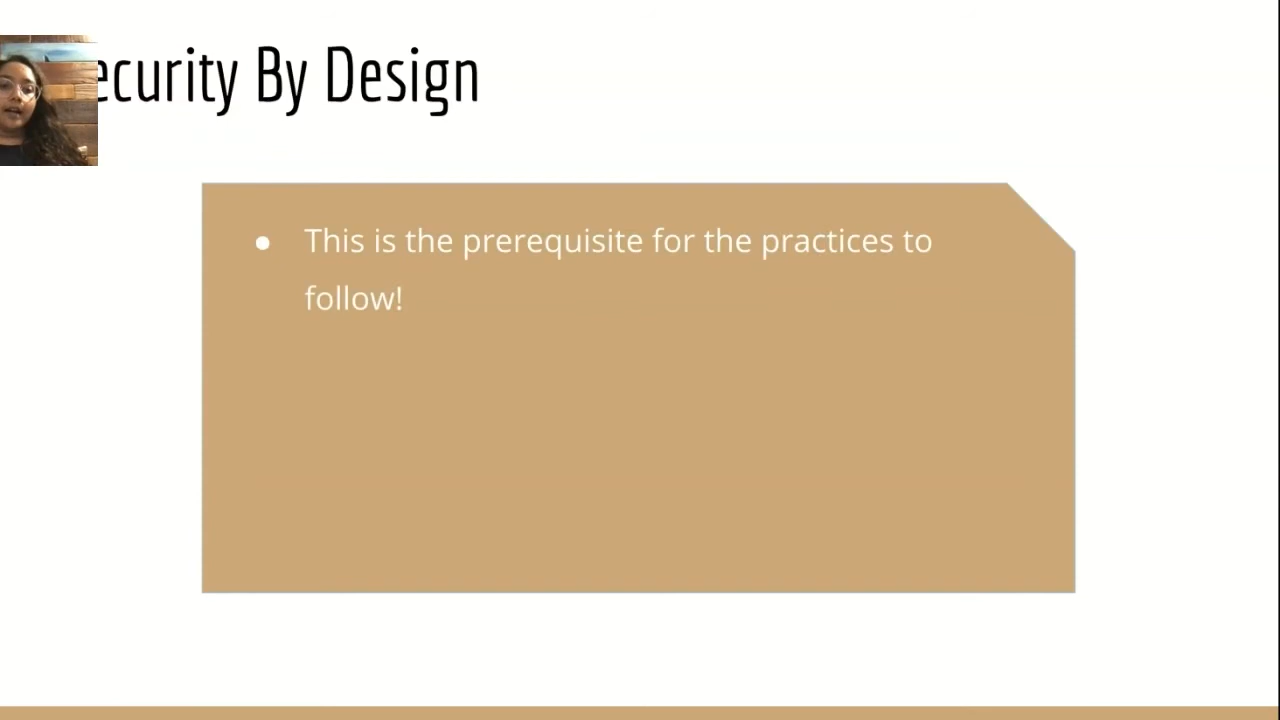 ecurity By Design
● This is the prerequisite for the practices to
follow!